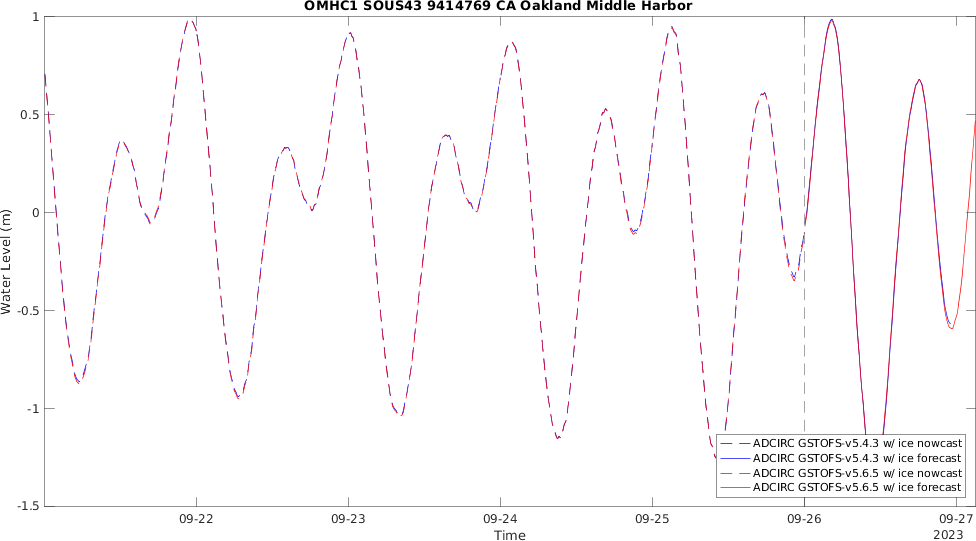 OMHC1 SOUS43 9414769 CA Oakland Middle Harbor
1
0.5
0
-0.5
-1
-1.5
Water Level (m)
09-22
09-23
09-24
09-25
09-26
09-27
2023
Time
ADCIRC GSTOFS-v5.4.3 w/ ice nowcast
ADCIRC GSTOFS-v5.4.3 w/ ice forecast
ADCIRC GSTOFS-v5.6.5 w/ ice nowcast
ADCIRC GSTOFS-v5.6.5 w/ ice forecast